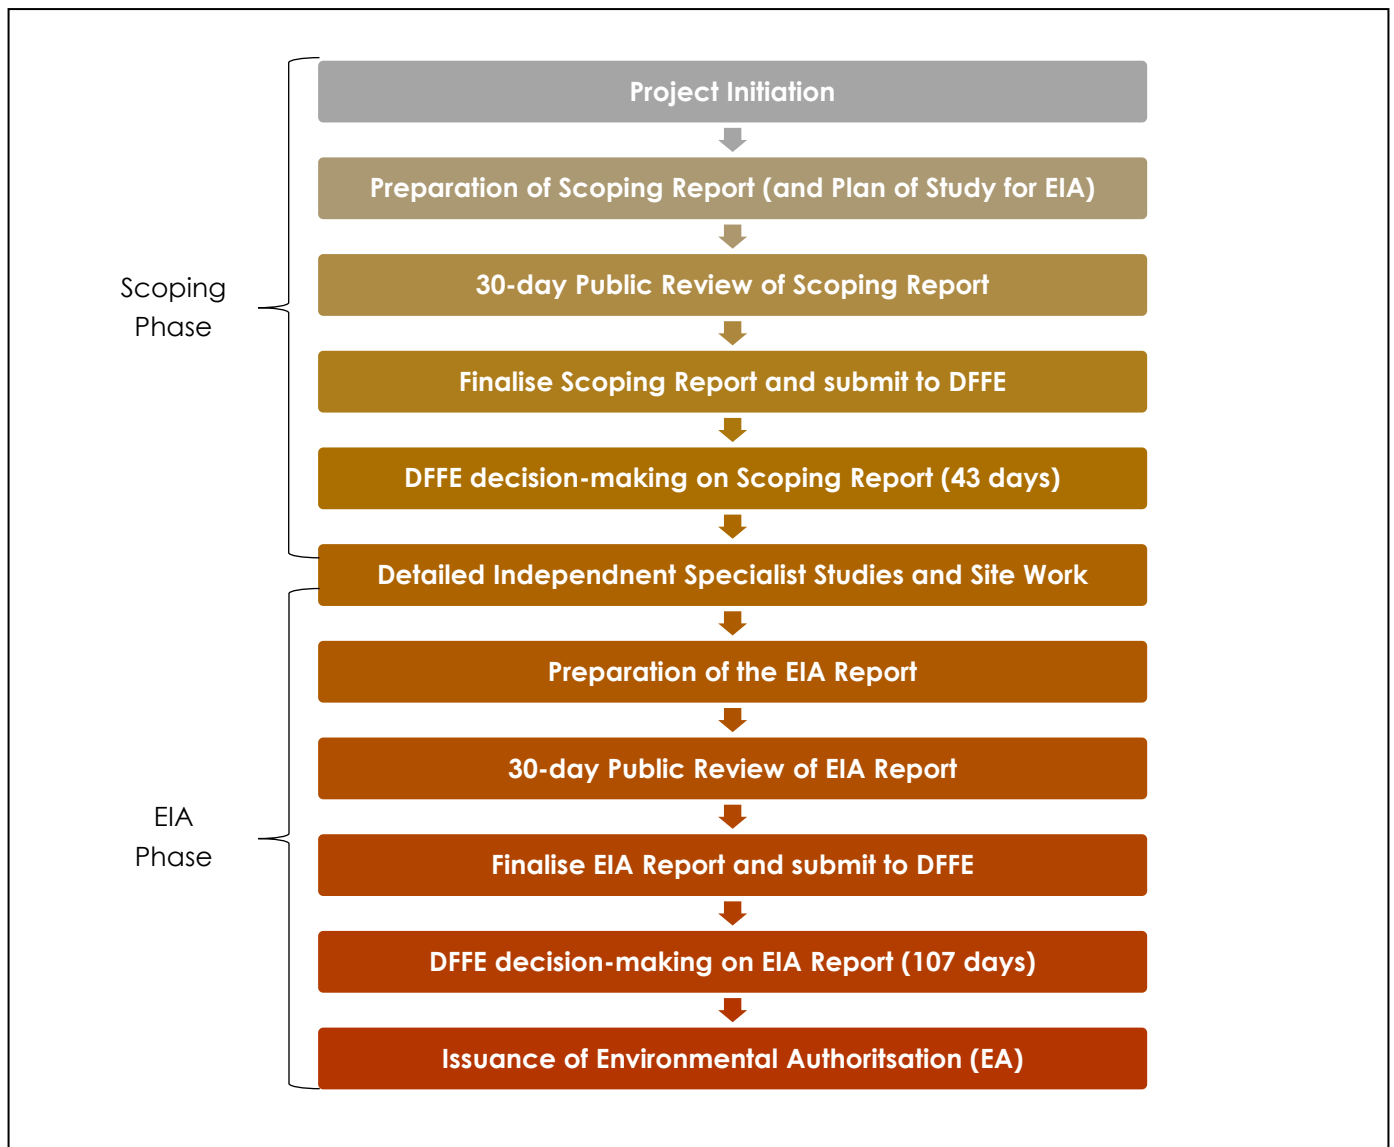 Project Initiation
Preparation of Scoping Report (and Plan of Study for EIA)
30-day Public Review of Scoping Report
Scoping
Phase
Finalise Scoping Report and submit to DFFE
DFFE decision-making on Scoping Report (43 days)
Detailed Independnent Specialist Studies and Site Work
Preparation of the EIA Report
30-day Public Review of EIA Report
EIA
Phase
Finalise EIA Report and submit to DFFE
DFFE decision-making on EIA Report (107 days)
Issuance of Environmental Authoritsation (EA)